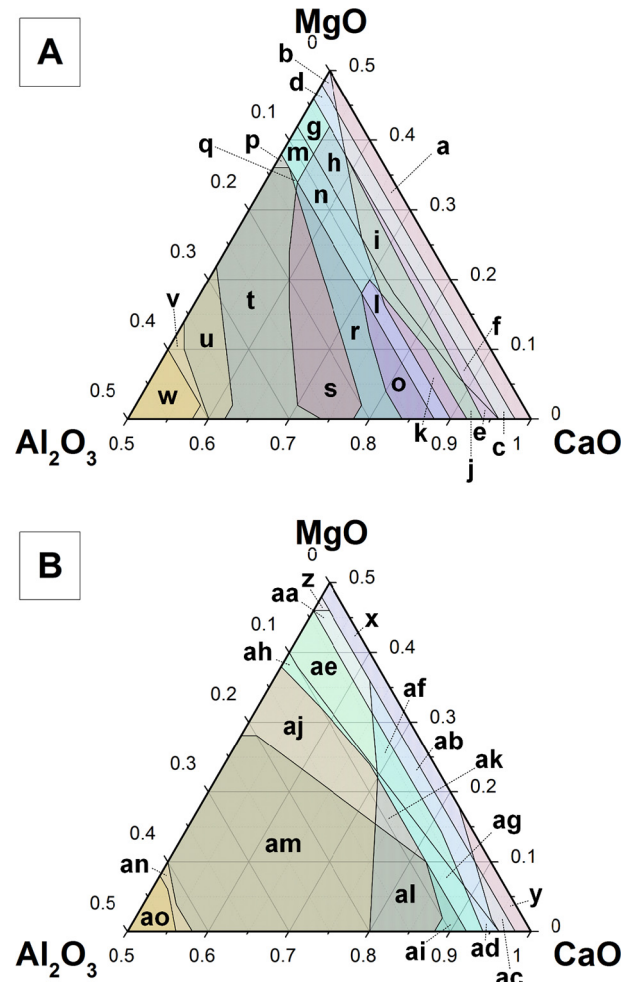 A
MgO
0
b
0.5
d
0.1
g
0.4
a
p
m
q
h
0.2
n
0.3
i
0.3
t
0.2
v
l
0.4
u
r
f
0.1
w
s
o
0.5
0
k
e
c
0.5
0.6
0.7
0.8
0.9
1
Al2O3
CaO
j
B
MgO
0
z
0.5
aa
x
0.1
ah
ae
0.4
af
0.2
aj
0.3
ab
ak
0.3
0.2
ag
0.4
am
an
0.1
al
y
0.5
ao
0
ai
ad
0.5
0.6
0.7
0.8
0.9
1
Al2O3
CaO
ac